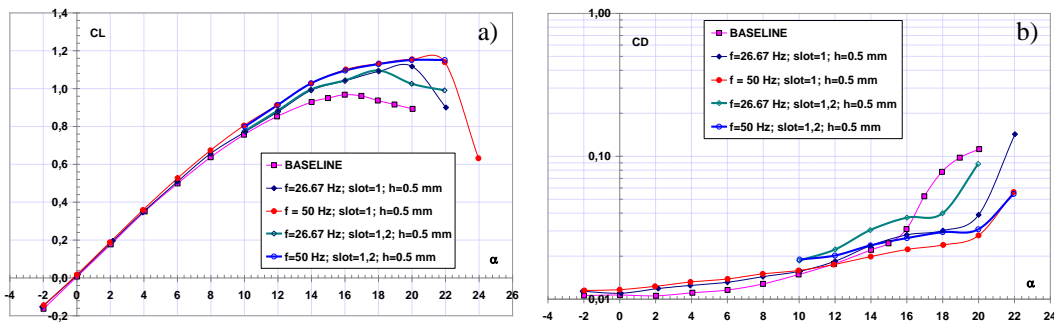 CL
a)
1,4
1,2
1,0
0,8
0,6
0,4
0,2
0,0
-0,2
-4 -2 0 2 4 6 8 10 12 14 16 18 20 22 24 26
α
BASELINE
f=26.67 Hz; slot=1; h=0.5 mm
f = 50 Hz; slot=1; h=0.5 mm
f=26.67 Hz; slot=1,2; h=0.5 mm
f=50 Hz; slot=1,2; h=0.5 mm
CD
b)
1,00
0,10
0,01
-4 -2 0 2 4 6 8 10 12 14 16 18 20 22 24
α
BASELINE
f=26.67 Hz; slot=1; h=0.5 mm
f = 50 Hz; slot=1; h=0.5 mm
f=26.67 Hz; slot=1,2; h=0.5 mm
f=50 Hz; slot=1,2; h=0.5 mm